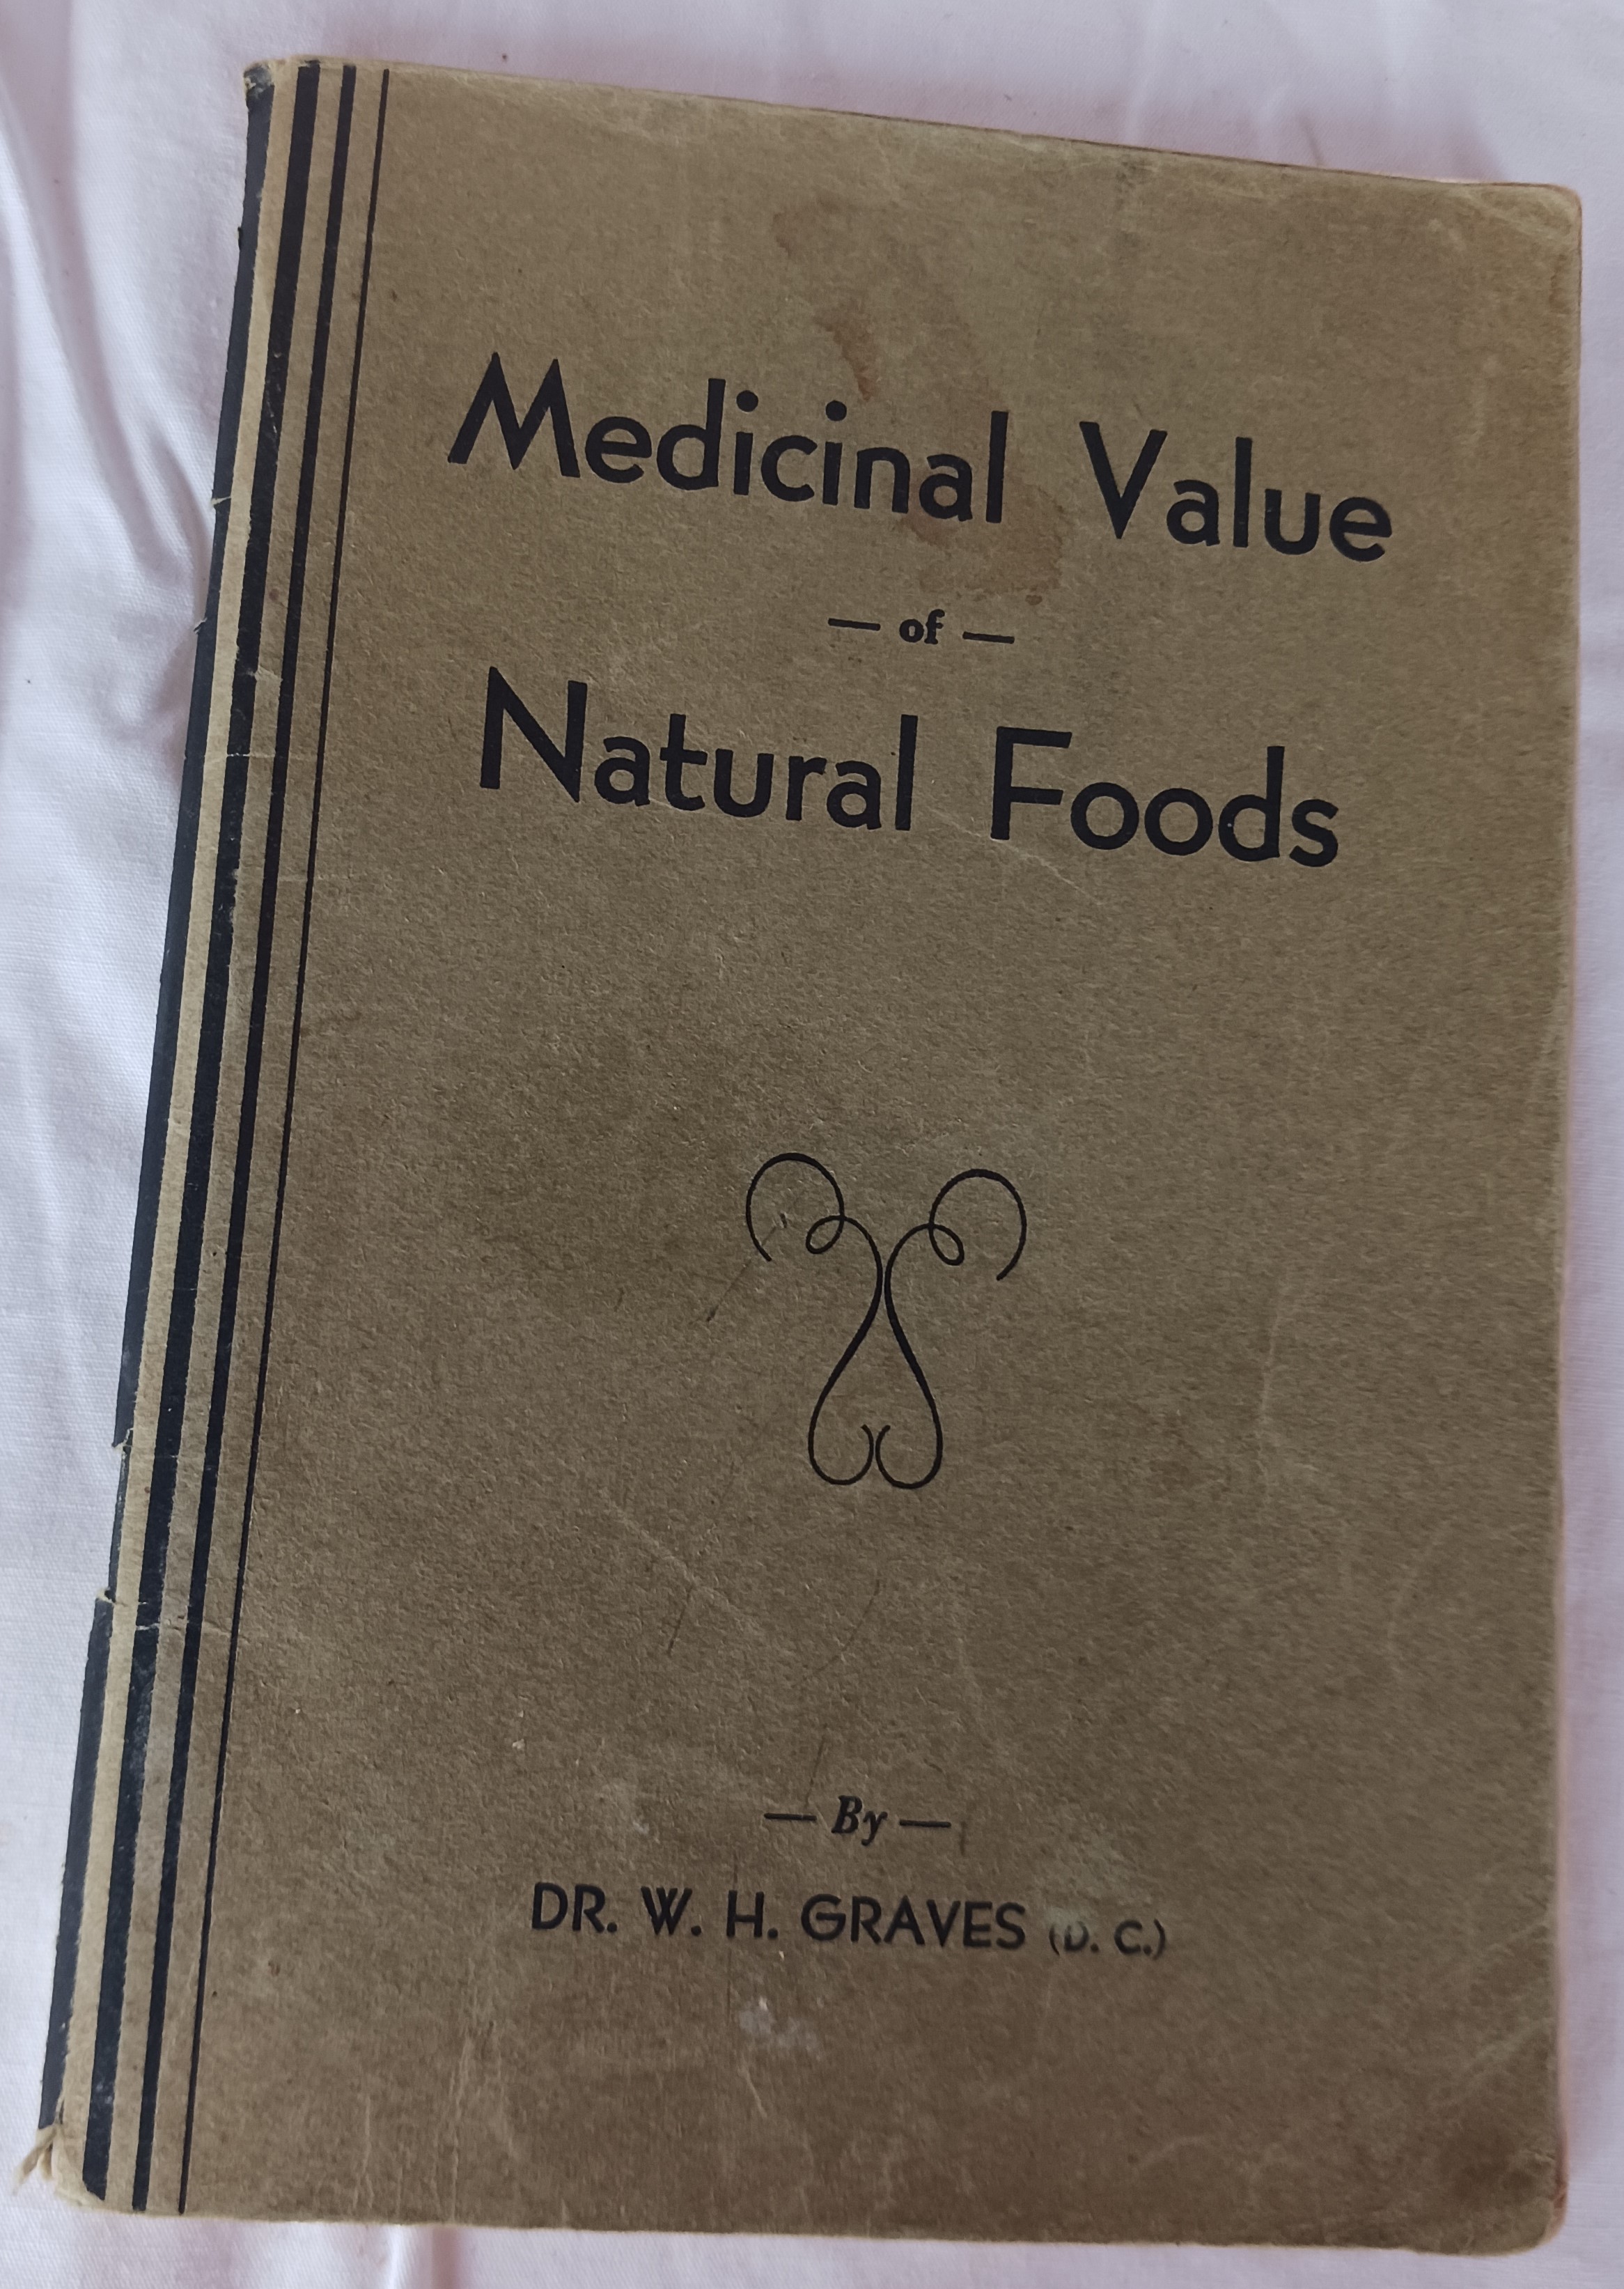 Medicinal Value
— of —
Natural Foods
— By —
DR. W. H. GRAVES (D. C.)